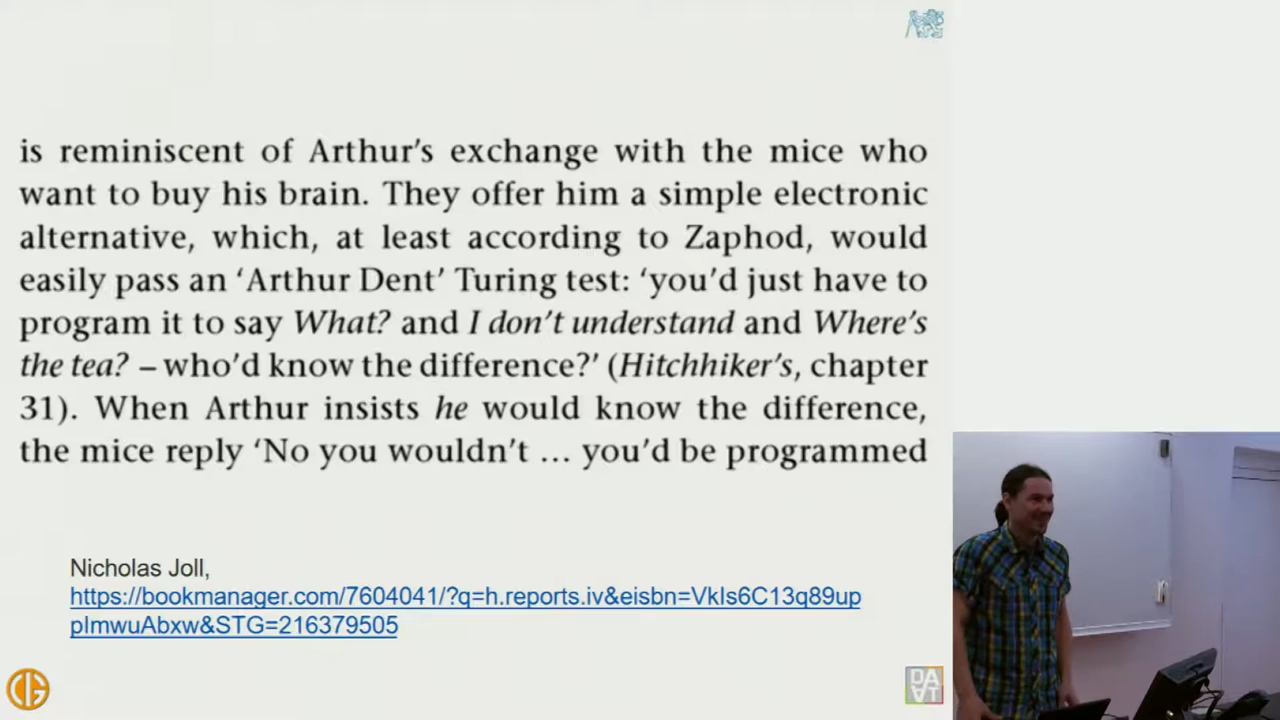 is reminiscent of Arthur's exchange with the mice who
want to buy his brain. They offer him a simple electronic
alternative, which, at least according to Zaphod, would
easily pass an 'Arthur Dent' Turing test: 'you'd just have to
program it to say What? and I don't understand and Where's
the tea? – who'd know the difference?' (Hitchhiker's, chapter
31). When Arthur insists he would know the difference,
the mice reply 'No you wouldn't ... you'd be programmed
Nicholas Joll,
https://bookmanager.com/7604041/?q=h.reports.iv&eisbn=VkIs6C13q89up
pImwuAbxw&STG=216379505
DA